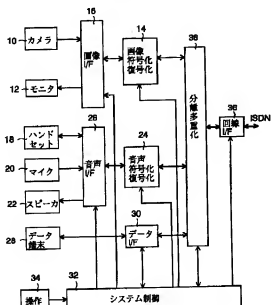 16
14
38
10
カメラ
画像
I/F
画像
符号化
復号化
12
モニタ
分離多重化
36
回線
I/F
ISDN
18
ハンド
セット
26
24
音声
I/F
音声
符号化
復号化
20
マイク
22
スピーカ
30
28
データ
端末
データ
I/F
34
32
操作
システム制御